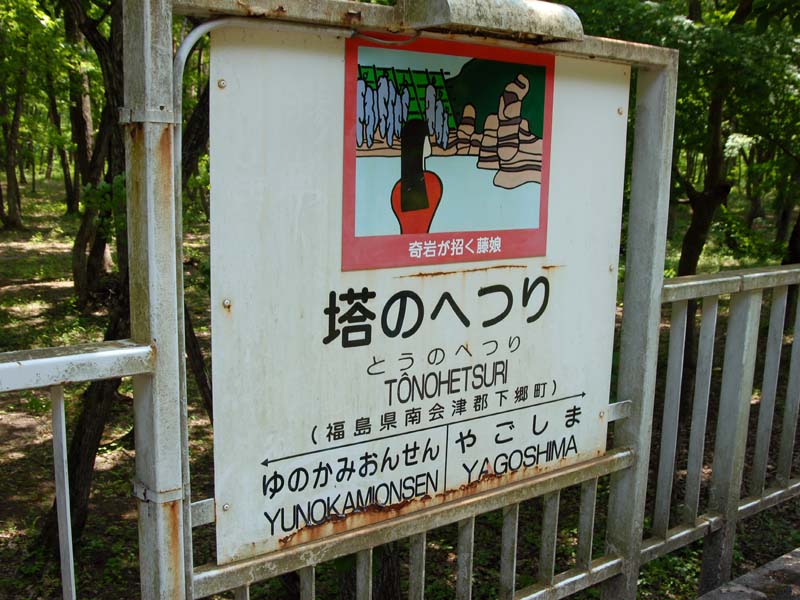 奇岩が招く藤娘
塔のへつり
とうのへつり
TÔNOHETSURI
(福島県南会津郡下郷町)
ゆのかみおんせん やごしま
YUNOKAMIONSEN YAGOSHIMA